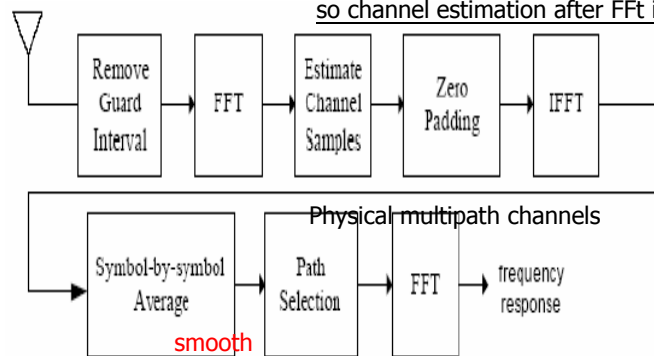 so channel estimation after FFt i
Remove
Guard
Interval
FFT
Estimate
Channel
Samples
Zero
Padding
IFFT
Physical multipath channels
Symbol-by-symbol
Average
smooth
Path
Selection
FFT
frequency
response